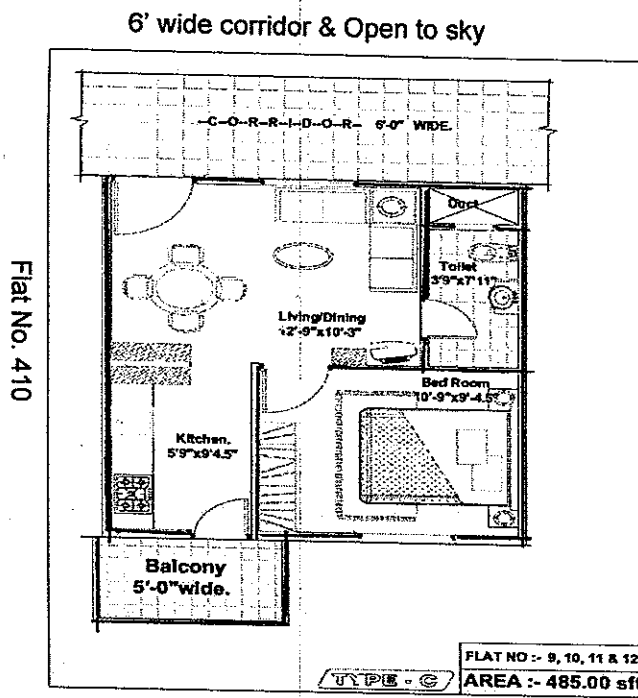 6' wide corridor & Open to sky
C-O-R-R-I-D-O-R- 6'-0" WIDE.
Duct
Toilet
3'9"x7'11"
Living/Dining
12'-9"x10'-3"
Bed Room
10'-9"x9'-4.5"
Kitchen.
5'9"x9'4.5"
Flat No. 410
Balcony
5'-0"wide.
FLAT NO :- 9, 10, 11 & 12
TYPE - C
AREA :- 485.00 sft